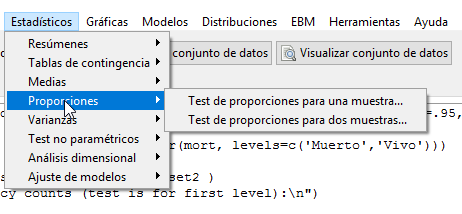 Estadísticos Gráficas Modelos Distribuciones EBM Herramientas Ayuda
Resúmenes
Tablas de contingencia conjunto de datos Visualizar conjunto de datos
Medias
Proporciones Test de proporciones para una muestra... =.95,
Varianzas Test de proporciones para dos muestras...
Test no paramétricos r(mort, levels=c('Muerto','Vivo')))
Análisis dimensional
Ajuste de modelos set2 )
cy counts (test is for first level):\n")